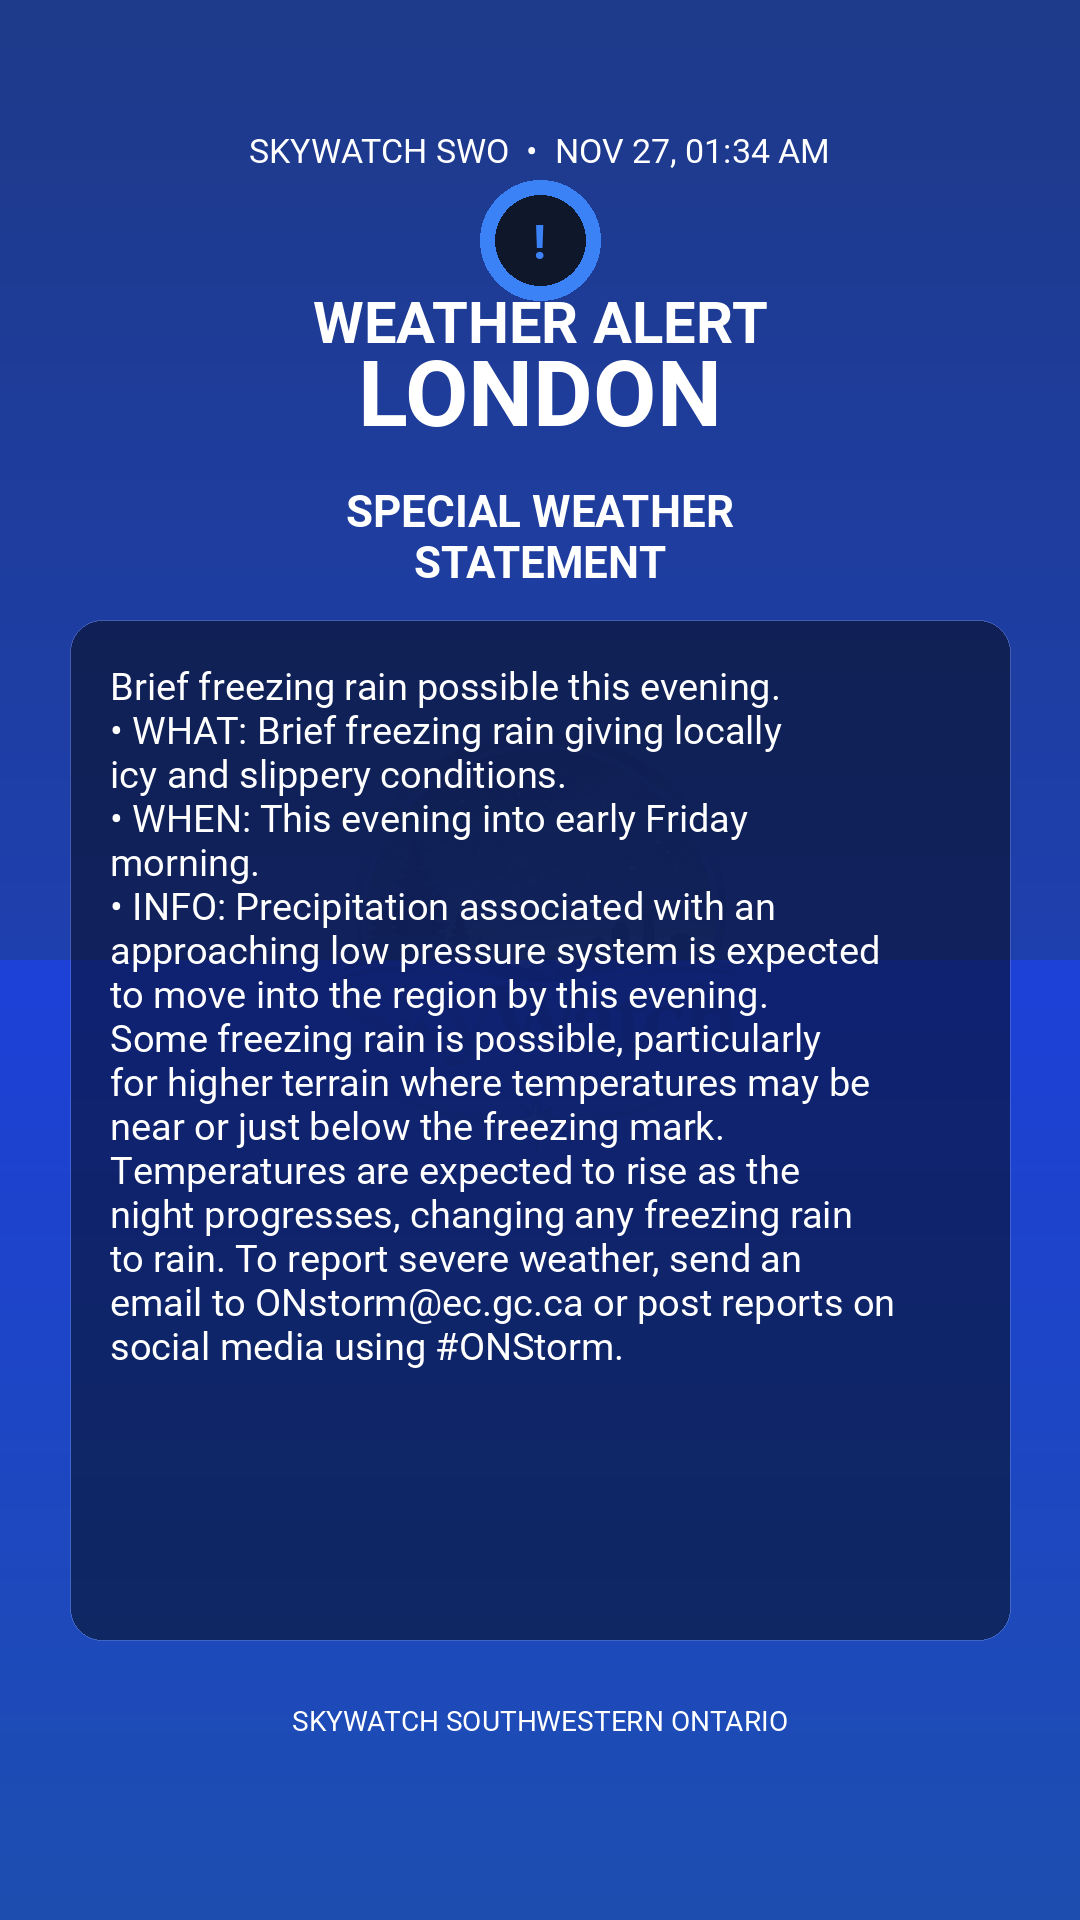 SKYWATCH SWO • NOV 27, 01:34 AM
!
WEATHER ALERT
LONDON
SPECIAL WEATHER
STATEMENT
Brief freezing rain possible this evening.
• WHAT: Brief freezing rain giving locally
icy and slippery conditions.
• WHEN: This evening into early Friday
morning.
• INFO: Precipitation associated with an
approaching low pressure system is expected
to move into the region by this evening.
Some freezing rain is possible, particularly
for higher terrain where temperatures may be
near or just below the freezing mark.
Temperatures are expected to rise as the
night progresses, changing any freezing rain
to rain. To report severe weather, send an
email to ONstorm@ec.gc.ca or post reports on
social media using #ONStorm.
SKYWATCH SOUTHWESTERN ONTARIO